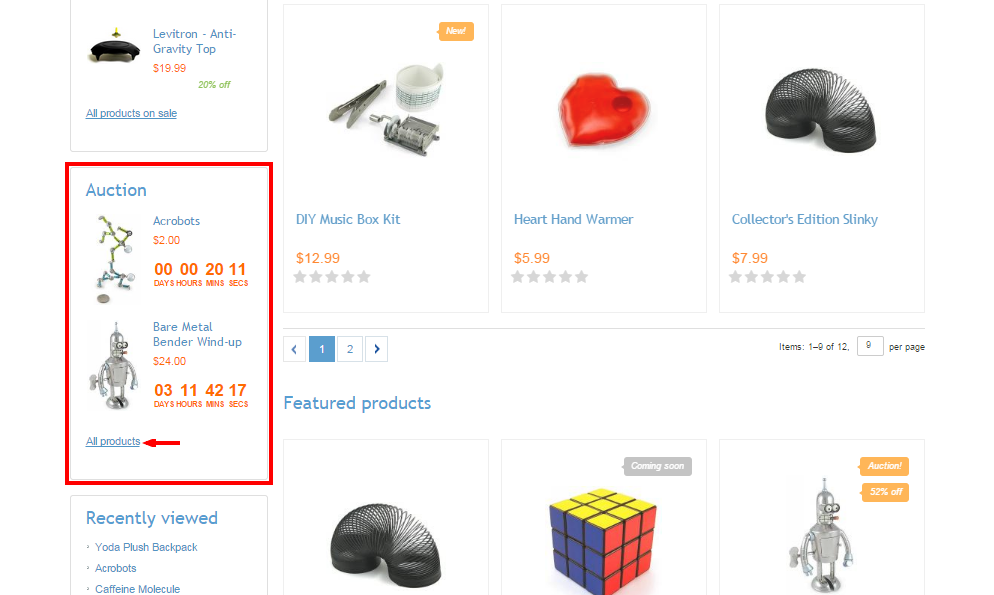 Levitron - Anti-
Gravity Top
$19.99
20% off
All products on sale
Auction
Acrobots
$2.00
00 00 20 11
DAYS HOURS MINS SECS
Bare Metal
Bender Wind-up
$24.00
03 11 42 17
DAYS HOURS MINS SECS
All products
Recently viewed
Yoda Plush Backpack
Acrobots
Caffeine Molecule
New!
DIY Music Box Kit
$12.99
Heart Hand Warmer
$5.99
Collector's Edition Slinky
$7.99
1 2
Items: 1–9 of 12, 9 per page
Featured products
Coming soon
Auction!
52% off